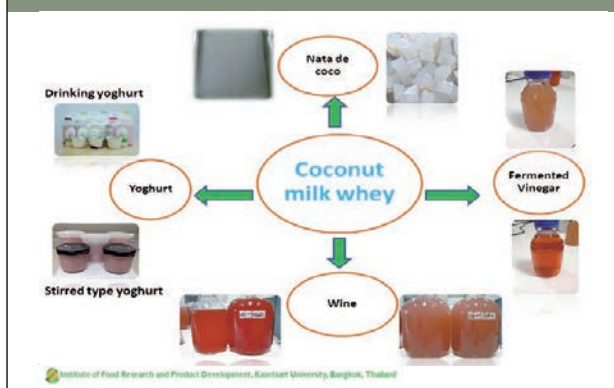 Nata de
coco
Drinking yoghurt
Coconut
milk whey
Yoghurt
Fermented
Vinegar
Stirred type yoghurt
Wine
Institute of Food Research and Product Development, Kasetsart University, Bangkok, Thailand